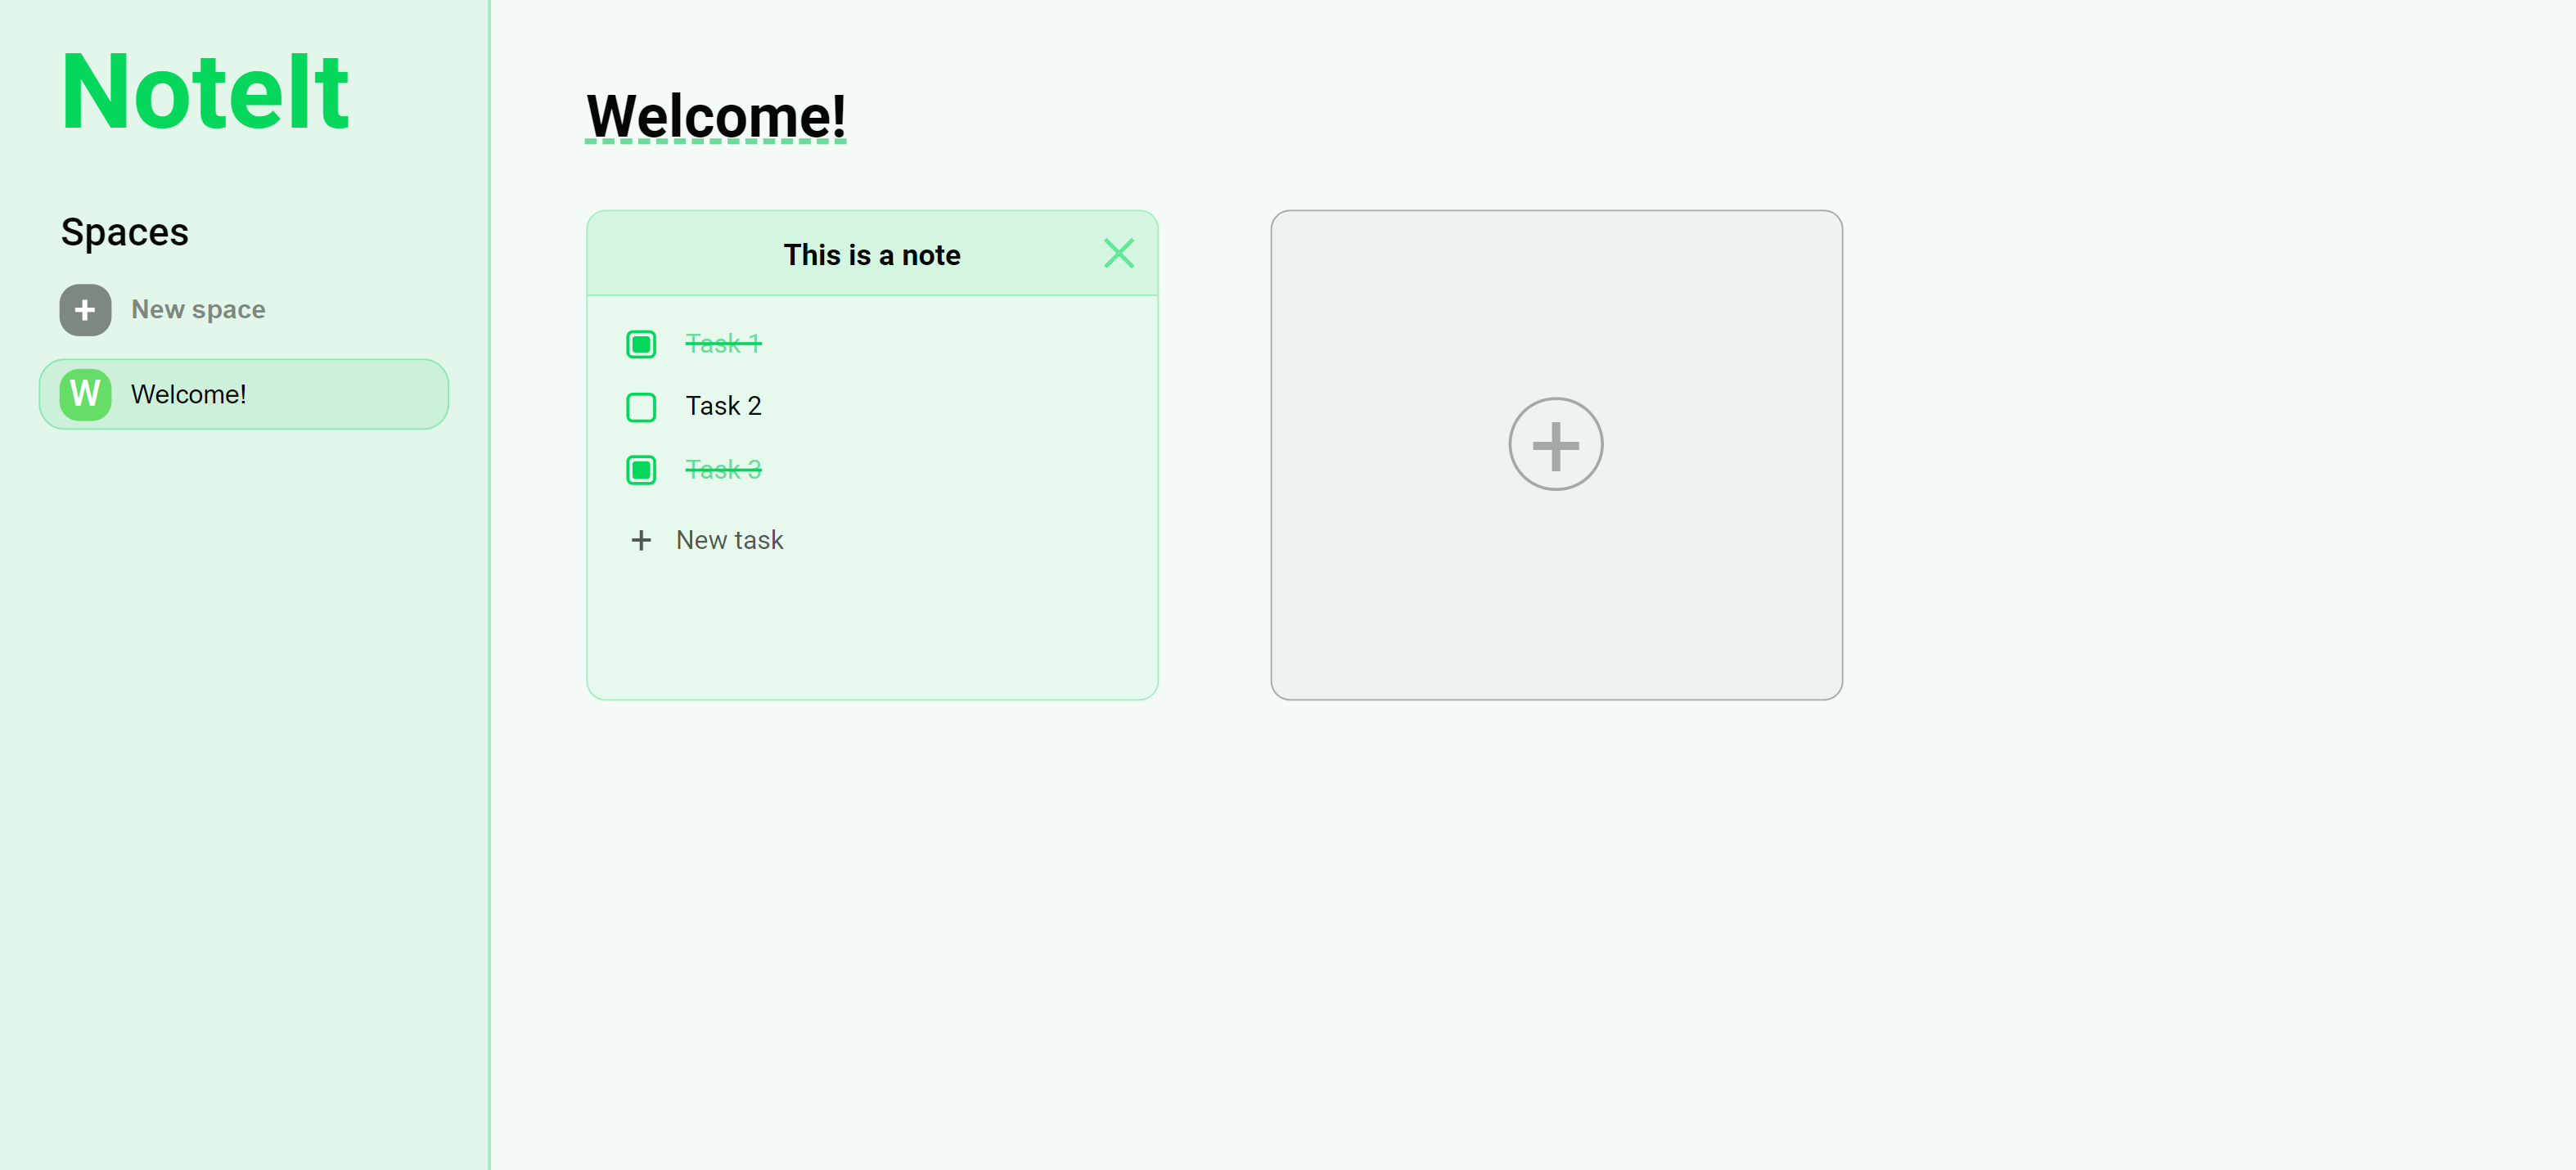 NoteIt
Spaces
+ New space
W Welcome!
Welcome!
This is a note
Task 1
Task 2
Task 3
+ New task
+